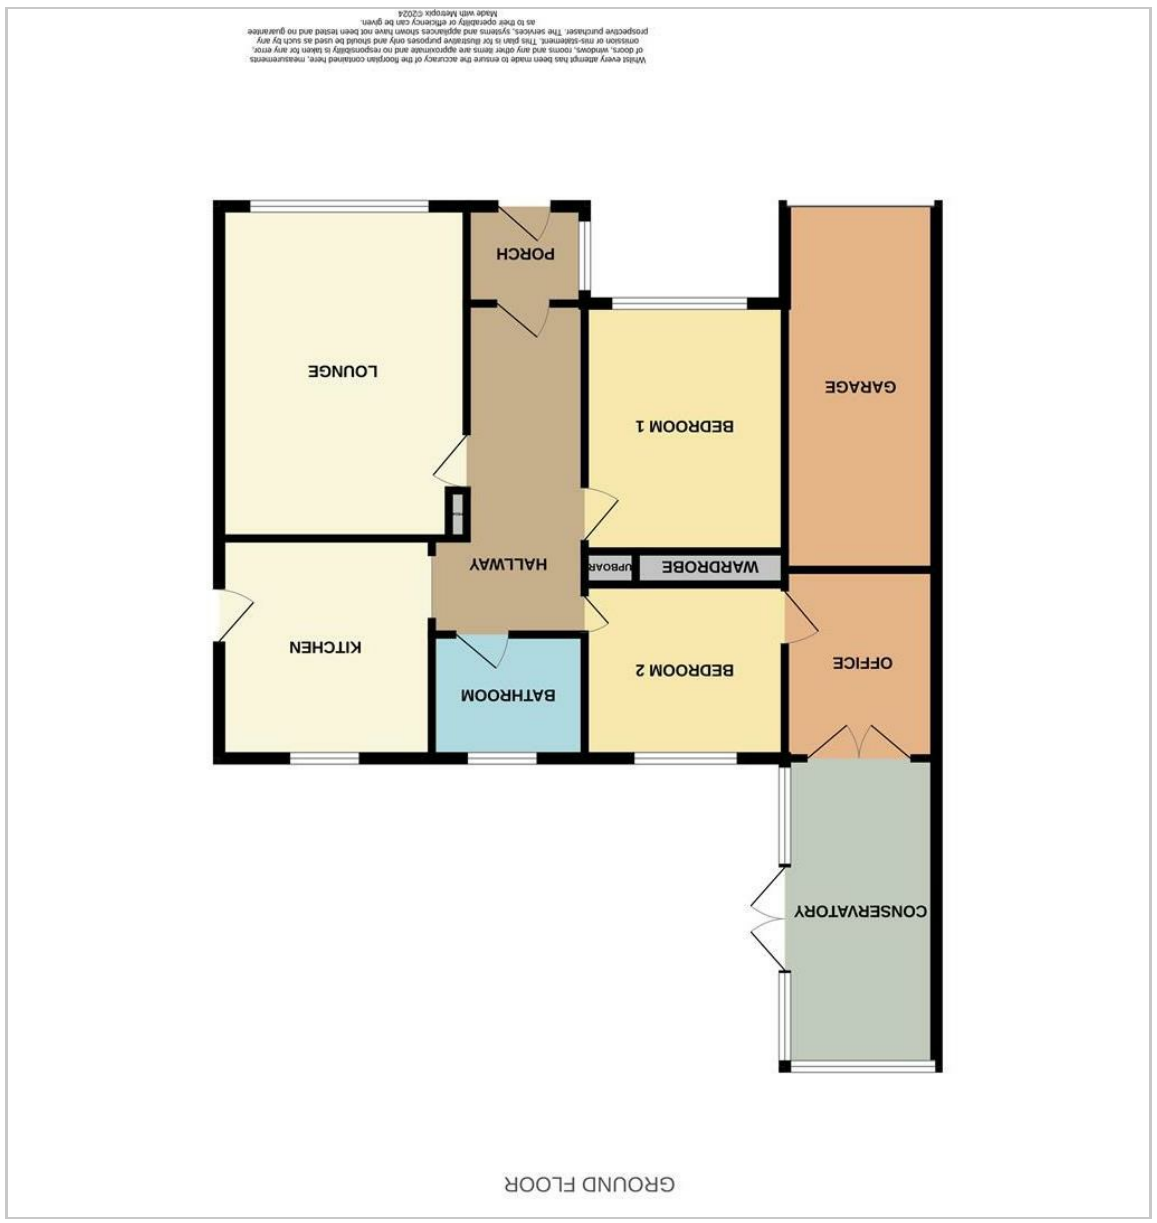 GROUND FLOOR
CONSERVATORY
OFFICE
BEDROOM 2
BATHROOM
KITCHEN
WARDROBE
UPBOAR
HALLWAY
BEDROOM 1
GARAGE
LOUNGE
PORCH
Whilst every attempt has been made to ensure the accuracy of the floorplan contained here, measurements
of doors, windows, rooms and any other items are approximate and no responsibility is taken for any error,
omission or mis-statement. This plan is for illustrative purposes only and should be used as such by any
prospective purchaser. The services, systems and appliances shown have not been tested and no guarantee
as to their operability or efficiency can be given.
Made with Metropix ©2024